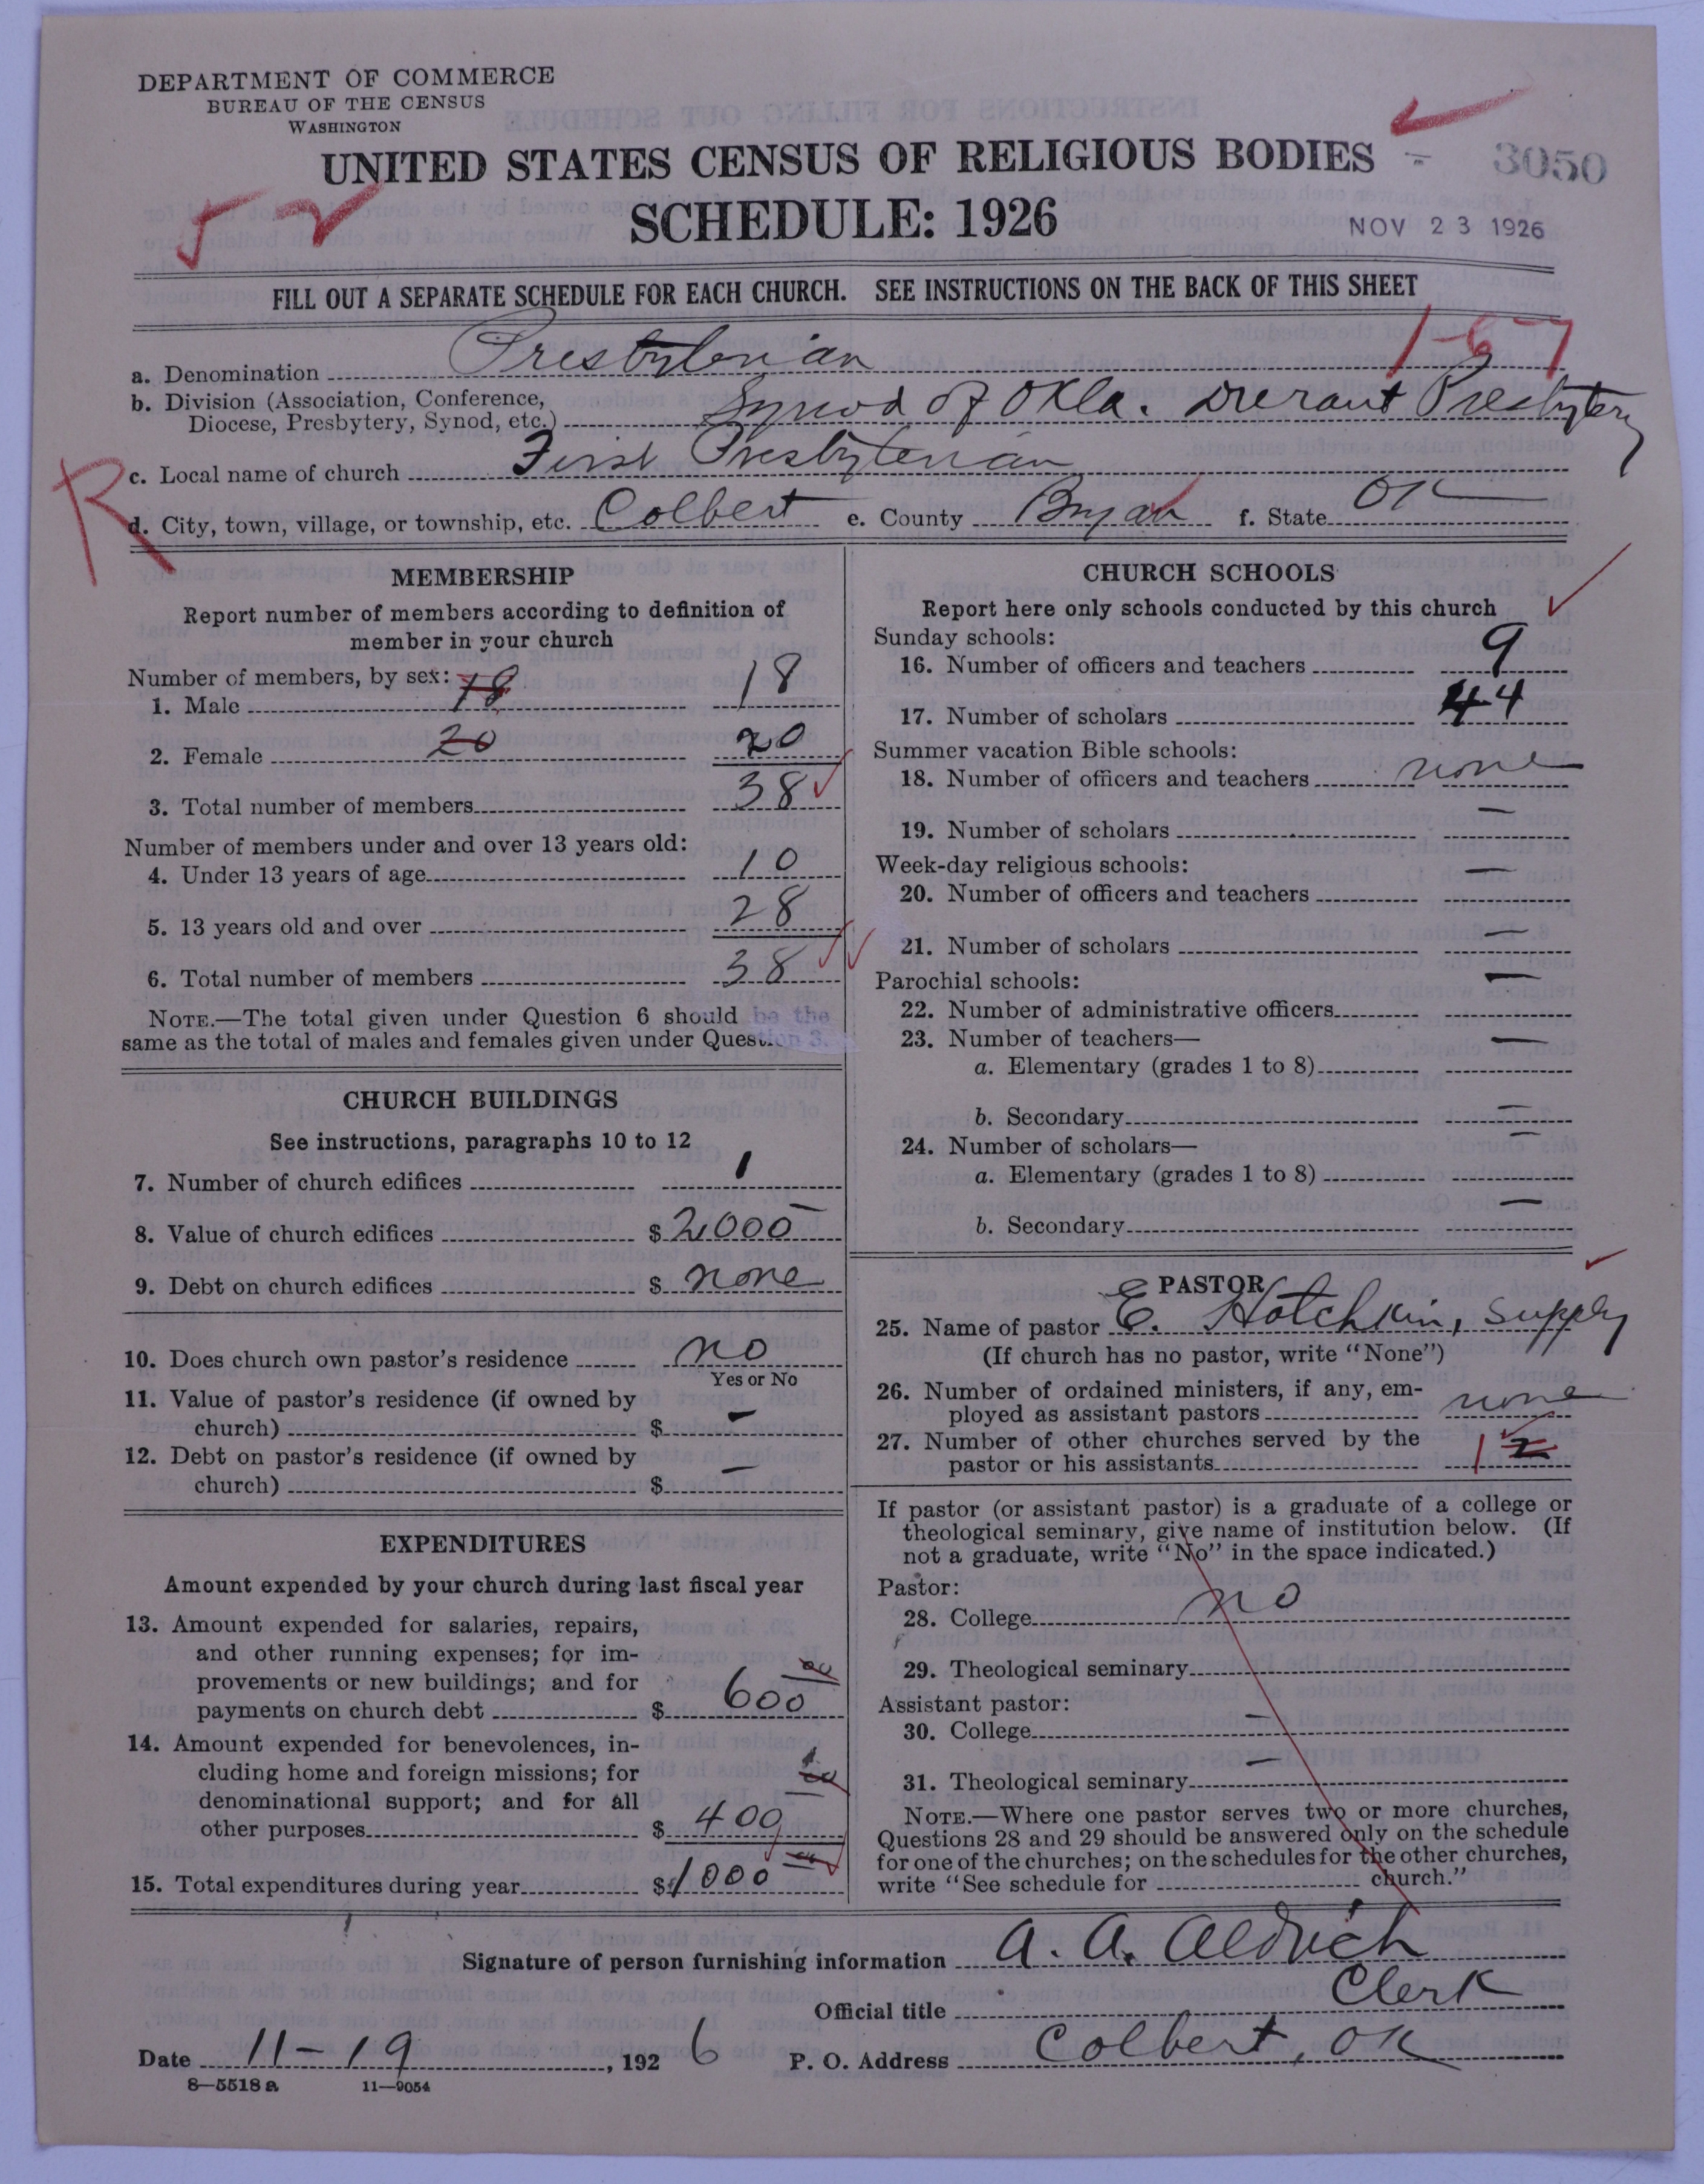 DEPARTMENT OF COMMERCE
BUREAU OF THE CENSUS
WASHINGTON
UNITED STATES CENSUS OF RELIGIOUS BODIES
3050
SCHEDULE: 1926
NOV 23 1926
FILL OUT A SEPARATE SCHEDULE FOR EACH CHURCH. SEE INSTRUCTIONS ON THE BACK OF THIS SHEET
1-67
a. Denomination Presbyterian
b. Division (Association, Conference,
Diocese, Presbytery, Synod, etc.) Synod of Okla. Durant Presbytery
R
c. Local name of church First Presbyterian
d. City, town, village, or township, etc. Colbert e. County Bryan f. State OK
MEMBERSHIP
Report number of members according to definition of
member in your church
Number of members, by sex:
1. Male 18 18
2. Female 20 20
3. Total number of members 38
Number of members under and over 13 years old:
4. Under 13 years of age 10
5. 13 years old and over 28
6. Total number of members 38
NOTE.—The total given under Question 6 should be the
same as the total of males and females given under Question 3.
CHURCH BUILDINGS
See instructions, paragraphs 10 to 12
7. Number of church edifices 1
8. Value of church edifices $ 2,000
9. Debt on church edifices $ none
10. Does church own pastor's residence no
Yes or No
11. Value of pastor's residence (if owned by
church) $ –
12. Debt on pastor's residence (if owned by
church) $ –
EXPENDITURES
Amount expended by your church during last fiscal year
13. Amount expended for salaries, repairs,
and other running expenses; for im-
provements or new buildings; and for
payments on church debt $ 600 00
14. Amount expended for benevolences, in-
cluding home and foreign missions; for
denominational support; and for all
other purposes $ 400
15. Total expenditures during year $ 1000
CHURCH SCHOOLS
Report here only schools conducted by this church
Sunday schools:
16. Number of officers and teachers 9
17. Number of scholars 44
Summer vacation Bible schools:
18. Number of officers and teachers none
19. Number of scholars –
Week-day religious schools:
20. Number of officers and teachers –
21. Number of scholars –
Parochial schools:
22. Number of administrative officers –
23. Number of teachers—
a. Elementary (grades 1 to 8) –
b. Secondary –
24. Number of scholars—
a. Elementary (grades 1 to 8) –
b. Secondary –
PASTOR
25. Name of pastor E. Hotchkin, supply
(If church has no pastor, write "None")
26. Number of ordained ministers, if any, em-
ployed as assistant pastors none
27. Number of other churches served by the
pastor or his assistants 1 2
If pastor (or assistant pastor) is a graduate of a college or
theological seminary, give name of institution below. (If
not a graduate, write "No" in the space indicated.)
Pastor:
28. College no
29. Theological seminary
Assistant pastor:
30. College –
31. Theological seminary –
NOTE.—Where one pastor serves two or more churches,
Questions 28 and 29 should be answered only on the schedule
for one of the churches; on the schedules for the other churches,
write "See schedule for church."
Signature of person furnishing information A. A. Aldrich
Official title Clerk
Date 11-19, 1926 P. O. Address Colbert, OK
8—5518 a 11—9054